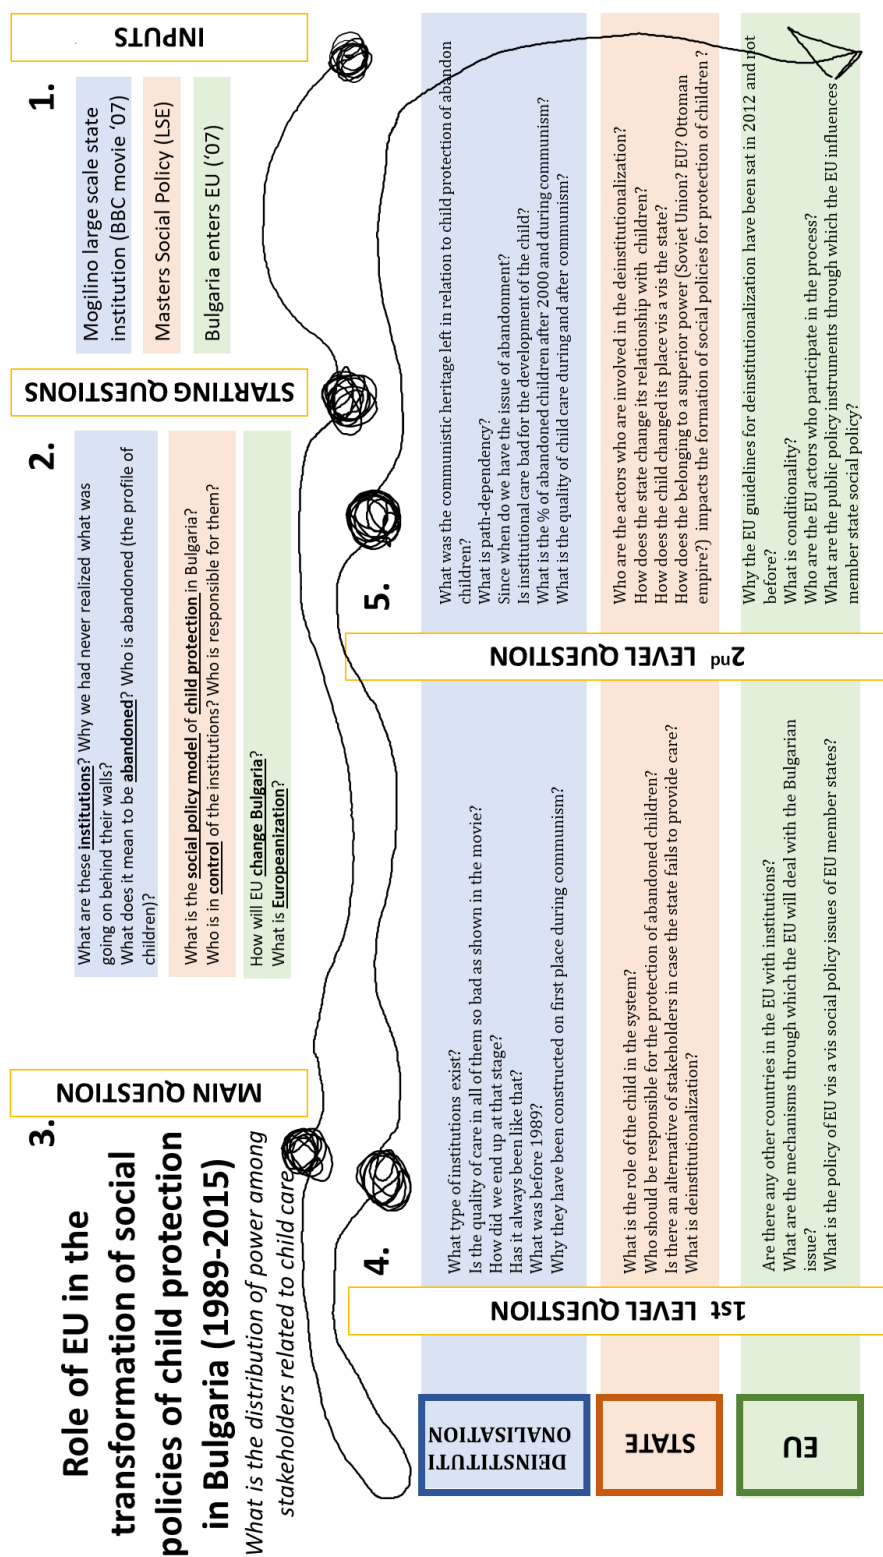 1.
INPUTS
Mogilino large scale state
institution (BBC movie ‘07)
Masters Social Policy (LSE)
Bulgaria enters EU (‘07)
2.
STARTING QUESTIONS
What are these institutions? Why we had never realized what was
going on behind their walls?
What does it mean to be abandoned? Who is abandoned (the profile of
children)?
What is the social policy model of child protection in Bulgaria?
Who is in control of the institutions? Who is responsible for them?
How will EU change Bulgaria?
What is Europeanization?
3.
MAIN QUESTION
Role of EU in the
transformation of social
policies of child protection
in Bulgaria (1989-2015)
What is the distribution of power among
stakeholders related to child care
4.
1st LEVEL QUESTION
What type of institutions exist?
Is the quality of care in all of them so bad as shown in the movie?
How did we end up at that stage?
Has it always been like that?
What was before 1989?
Why they have been constructed on first place during communism?
What is the role of the child in the system?
Who should be responsible for the protection of abandoned children?
Is there an alternative of stakeholders in case the state fails to provide care?
What is deinstitutionalization?
Are there any other countries in the EU with institutions?
What are the mechanisms through which the EU will deal with the Bulgarian
issue?
What is the policy of EU vis a vis social policy issues of EU member states?
5.
2nd LEVEL QUESTION
What was the communistic heritage left in relation to child protection of abandon
children?
What is path-dependency?
Since when do we have the issue of abandonment?
Is institutional care bad for the development of the child?
What is the % of abandoned children after 2000 and during communism?
What is the quality of child care during and after communism?
Who are the actors who are involved in the deinstitutionalization?
How does the state change its relationship with children?
How does the child changed its place vis a vis the state?
How does the belonging to a superior power (Soviet Union? EU? Ottoman
empire?) impacts the formation of social policies for protection of children ?
Why the EU guidelines for deinstitutionalization have been sat in 2012 and not
before?
What is conditionality?
Who are the EU actors who participate in the process?
What are the public policy instruments through which the EU influences
member state social policy?
DEINSTITUTI
ONALISATION
STATE
EU